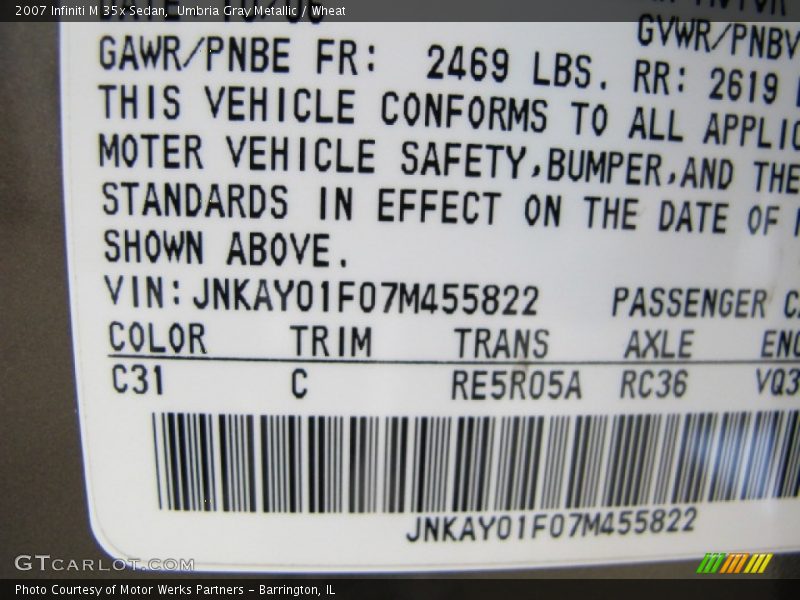 2007 Infiniti M 35x Sedan, Umbria Gray Metallic / Wheat
DATE
GVWR/PNBV
GAWR/PNBE FR: 2469 LBS. RR: 2619
THIS VEHICLE CONFORMS TO ALL APPLIC
MOTER VEHICLE SAFETY,BUMPER,AND THE
STANDARDS IN EFFECT ON THE DATE OF
SHOWN ABOVE.
VIN: JNKAY01F07M455822 PASSENGER
COLOR TRIM TRANS AXLE ENG
C31 C RE5R05A RC36 VQ3
JNKAY01F07M455822
GTCARLOT.COM
Photo Courtesy of Motor Werks Partners - Barrington, IL